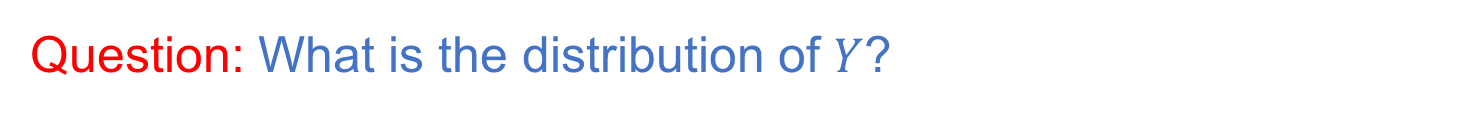 Question: What is the distribution of Y?